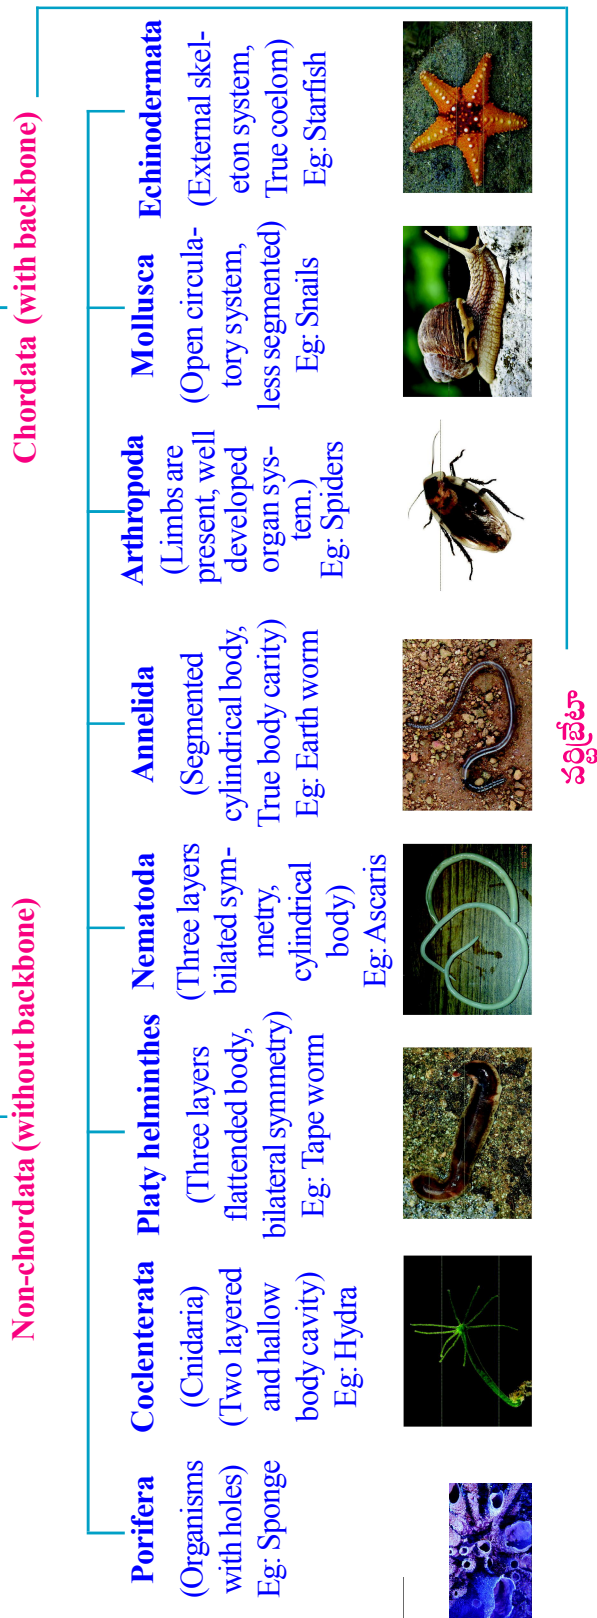 Non-chordata (without backbone)
Chordata (with backbone)
Porifera
(Organisms
with holes)
Eg: Sponge
Coclenterata
(Cnidaria)
(Two layered
and hallow
body cavity)
Eg: Hydra
Platy helminthes
(Three layers
flattended body,
bilateral symmetry)
Eg: Tape worm
Nematoda
(Three layers
bilated sym-
metry,
cylindrical
body)
Eg: Ascaris
Annelida
(Segmented
cylindrical body,
True body carity)
Eg: Earth worm
Arthropoda
(Limbs are
present, well
developed
organ sys-
tem.)
Eg: Spiders
Mollusca
(Open circula-
tory system,
less segmented)
Eg: Snails
Echinodermata
(External skel-
eton system,
True coelom)
Eg: Starfish
వర్టిబ్రేటా